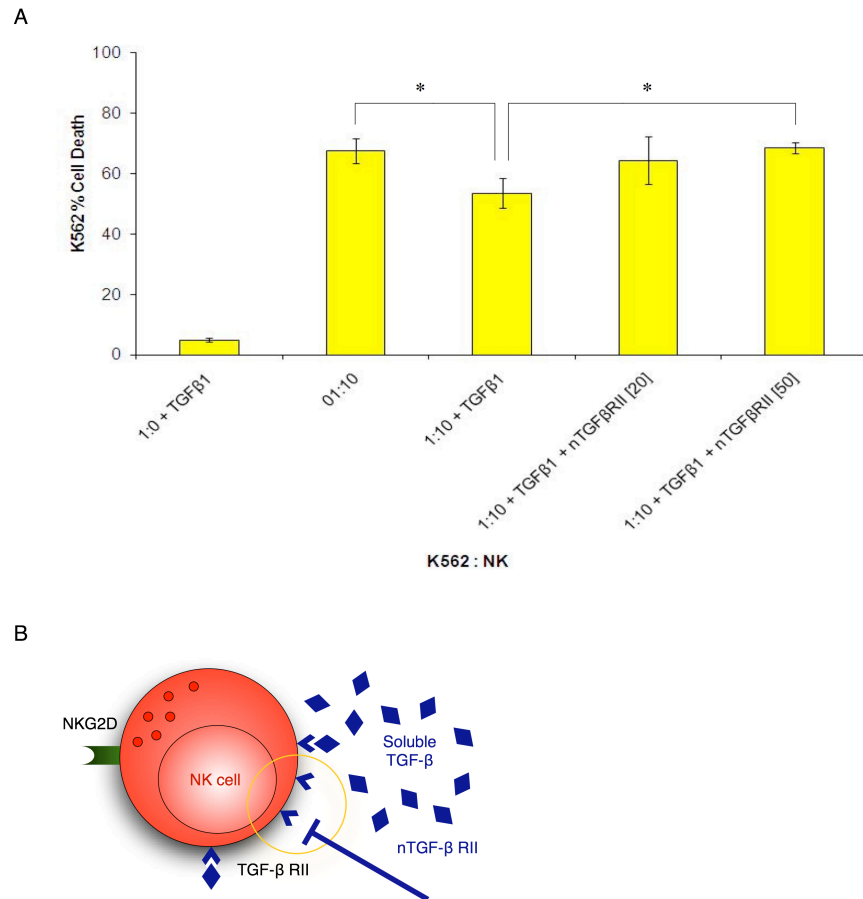 A
100
80
60
40
20
0
K562 % Cell Death
*
*
1:0 + TGFβ1
01:10
1:10 + TGFβ1
1:10 + TGFβ1 + nTGFβRII [20]
1:10 + TGFβ1 + nTGFβRII [50]
K562 : NK
B
NKG2D
NK cell
Soluble
TGF-β
nTGF-β RII
TGF-β RII